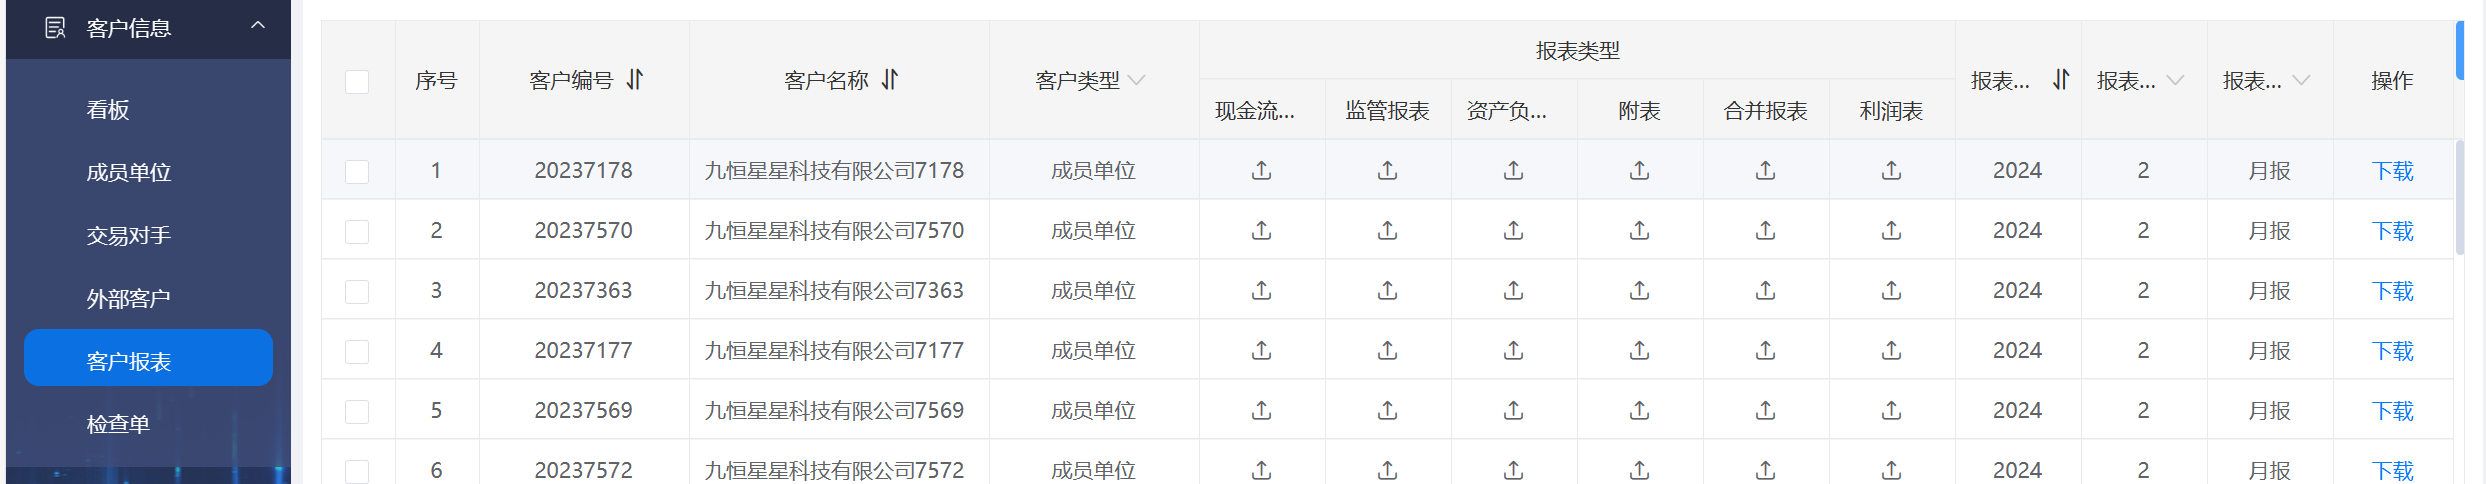 客户信息
看板
成员单位
交易对手
外部客户
客户报表
检查单
报表类型
序号 客户编号 客户名称 客户类型 报表... 报表... 报表... 操作
现金流... 监管报表 资产负... 附表 合并报表 利润表
1 20237178 九恒星星科技有限公司7178 成员单位 2024 2 月报 下载
2 20237570 九恒星星科技有限公司7570 成员单位 2024 2 月报 下载
3 20237363 九恒星星科技有限公司7363 成员单位 2024 2 月报 下载
4 20237177 九恒星星科技有限公司7177 成员单位 2024 2 月报 下载
5 20237569 九恒星星科技有限公司7569 成员单位 2024 2 月报 下载
6 20237572 九恒星星科技有限公司7572 成员单位 2024 2 月报 下载